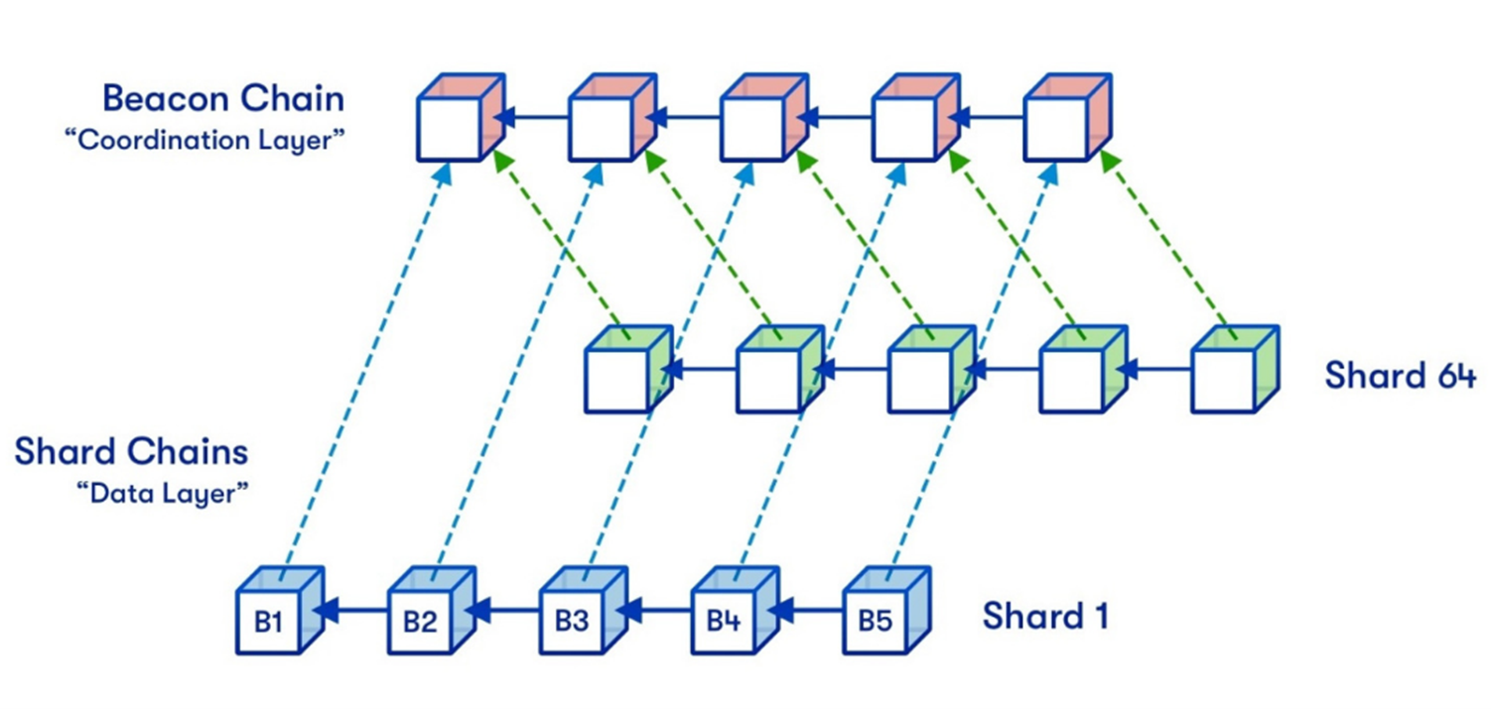 Beacon Chain
“Coordination Layer”
Shard 64
Shard Chains
“Data Layer”
B1
B2
B3
B4
B5
Shard 1